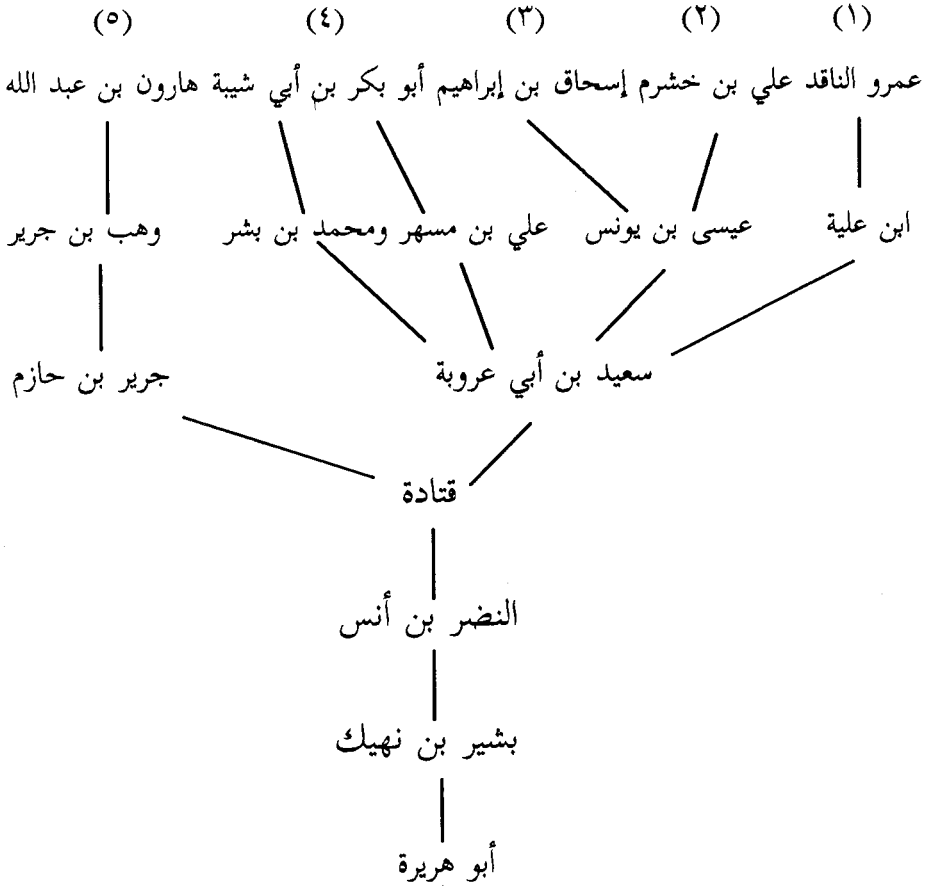 (١) (٢) (٣) (٤) (٥)
عمرو الناقد علي بن خشرم إسحاق بن إبراهيم أبو بكر بن أبي شيبة هارون بن عبد الله
ابن علية عيسى بن يونس علي بن مسهر ومحمد بن بشر وهب بن جرير
سعيد بن أبي عروبة جرير بن حازم
قتادة
النضر بن أنس
بشير بن نهيك
أبو هريرة